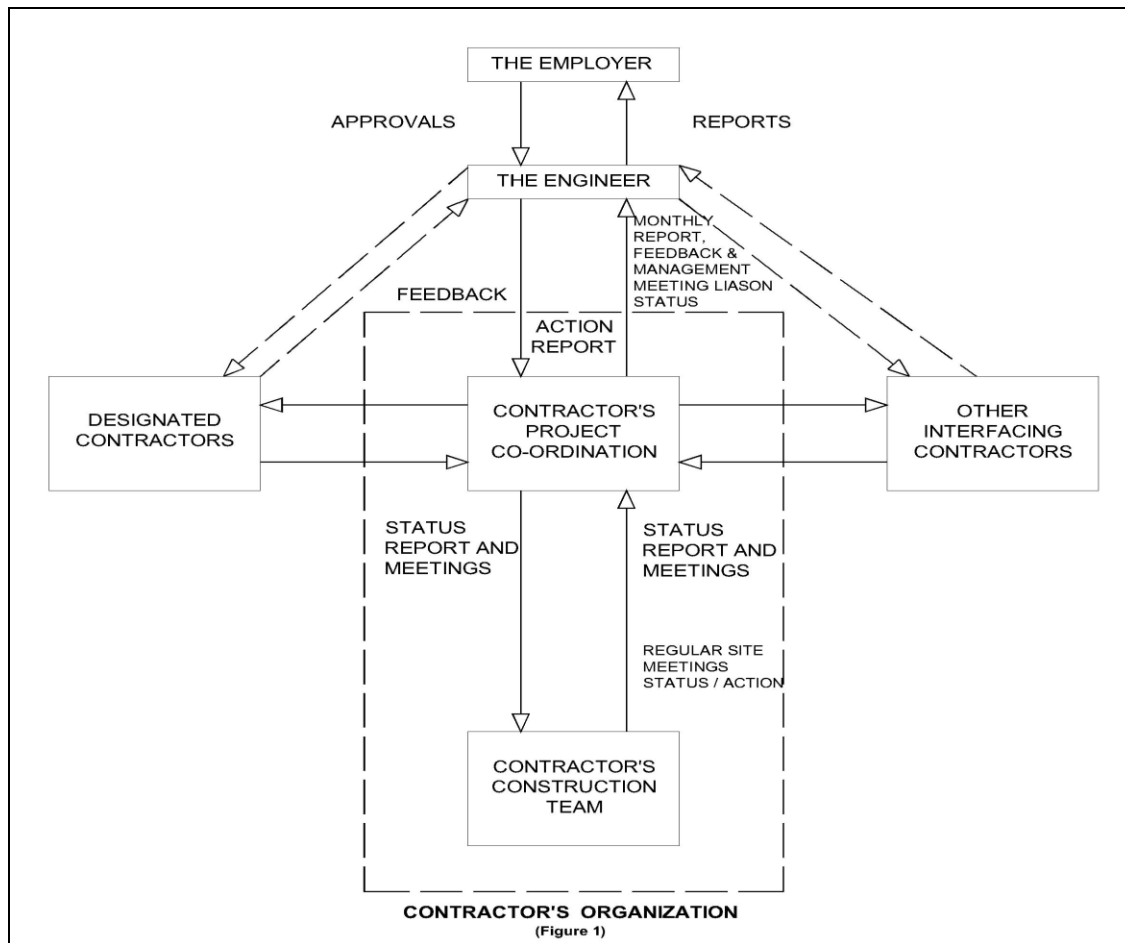 THE EMPLOYER
APPROVALS
REPORTS
THE ENGINEER
MONTHLY
REPORT,
FEEDBACK &
MANAGEMENT
MEETING LIASON
STATUS
FEEDBACK
ACTION
REPORT
DESIGNATED
CONTRACTORS
CONTRACTOR'S
PROJECT
CO-ORDINATION
OTHER
INTERFACING
CONTRACTORS
STATUS
REPORT AND
MEETINGS
STATUS
REPORT AND
MEETINGS
REGULAR SITE
MEETINGS
STATUS / ACTION
CONTRACTOR'S
CONSTRUCTION
TEAM
CONTRACTOR'S ORGANIZATION
(Figure 1)